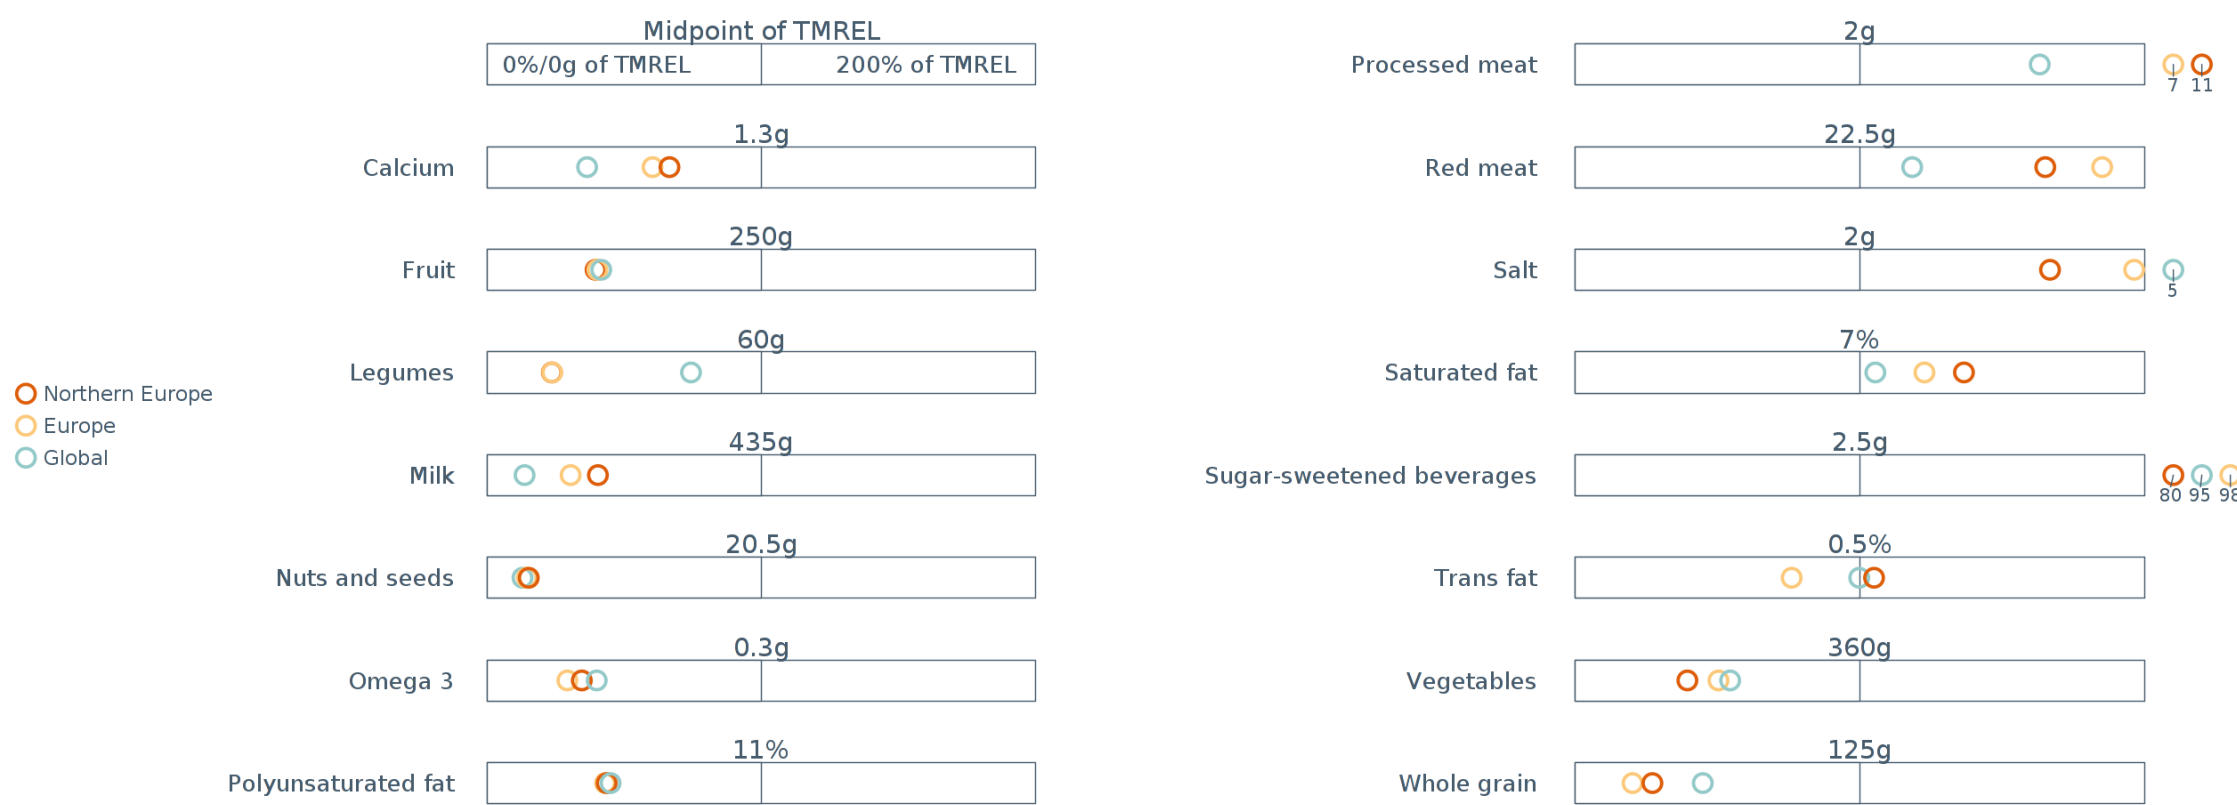 Midpoint of TMREL
0%/0g of TMREL 200% of TMREL
1.3g
Calcium
250g
Fruit
60g
Legumes
435g
Milk
20.5g
Nuts and seeds
0.3g
Omega 3
11%
Polyunsaturated fat
Northern Europe
Europe
Global
2g
Processed meat
7 11
22.5g
Red meat
2g
Salt
5
7%
Saturated fat
2.5g
Sugar-sweetened beverages
80 95 98
0.5%
Trans fat
360g
Vegetables
125g
Whole grain